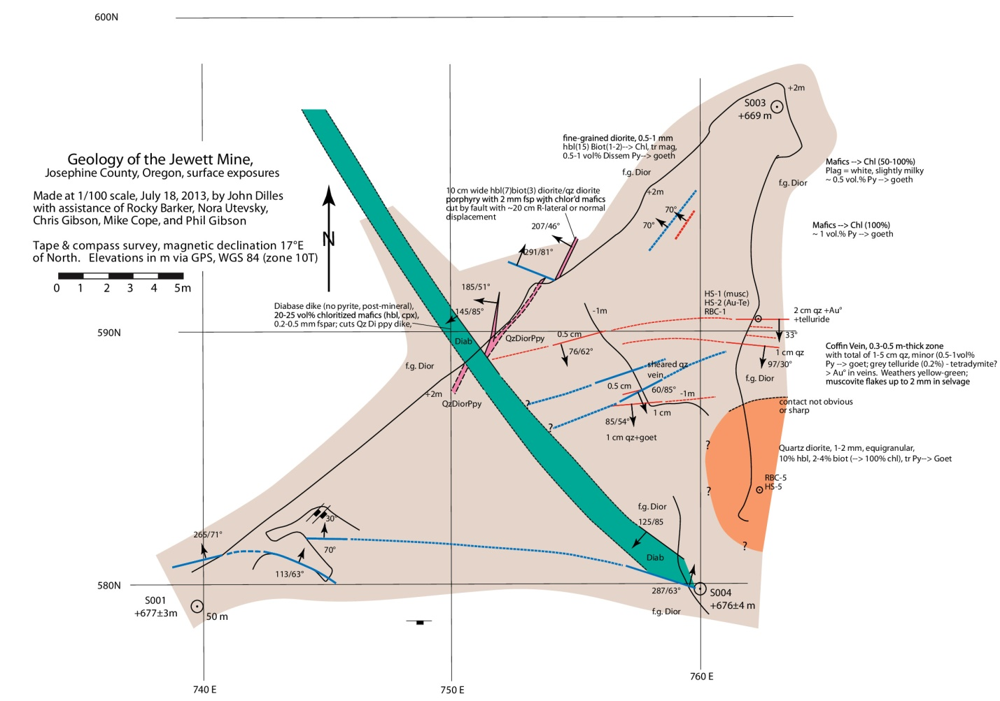 600N
+2m
S003
+669 m
fine-grained diorite, 0.5-1 mm
hbl(15) Biot(1-2)--> Chl, tr mag,
0.5-1 vol% Dissem Py--> goeth
f.g. Dior
Geology of the Jewett Mine,
Josephine County, Oregon, surface exposures
Made at 1/100 scale, July 18, 2013, by John Dilles
with assistance of Rocky Barker, Nora Utevsky,
Chris Gibson, Mike Cope, and Phil Gibson
Tape & compass survey, magnetic declination 17°E
of North. Elevations in m via GPS, WGS 84 (zone 10T)
0 1 2 3 4 5m
N
Mafics --> Chl (50-100%)
Plag = white, slightly milky
~ 0.5 vol.% Py --> goeth
f.g. Dior
10 cm wide hbl(7)biot(3) diorite/qz diorite
porphyry with 2 mm fsp wjth chlor'd mafics
cut by fault with ~20 cm R-lateral or normal
displacement
+2m
70°
70°
207/46°
291/81°
Mafics --> Chl (100%)
~ 1 vol.% Py --> goeth
185/51°
145/85°
Diabase dike (no pyrite, post-mineral),
20-25 vol% chloritized mafics (hbl, cpx),
0.2-0.5 mm fspar; cuts Qz Di ppy dike,
HS-1 (musc)
HS-2 (Au-Te)
RBC-1
-1m
2 cm qz +Au°
+telluride
590N
Diab
QzDiorPpy
0.5 cm
76/62°
33°
1 cm qz
97/30°
Coffin Vein, 0.3-0.5 m-thick zone
with total of 1-5 cm qz, minor (0.5-1vol%
Py --> goet; grey telluride (0.2%) - tetradymite?
> Au° in veins. Weathers yellow-green;
muscovite flakes up to 2 mm in selvage
f.g. Dior
sheared qz
vein
f.g. Dior
0.5 cm
60/85°
-1m
+2m
QzDiorPpy
?
?
85/54°
1 cm
1 cm qz+goet
contact not obvious
or sharp
?
Quartz diorite, 1-2 mm, equigranular,
10% hbl, 2-4% biot (--> 100% chl), tr Py--> Goet
RBC-5
HS-5
?
f.g. Dior
125/85
30°
265/71°
70°
?
Diab
113/63°
580N
287/63°
S004
+676±4 m
S001
+677±3m
50 m
f.g. Dior
740 E
750 E
760 E